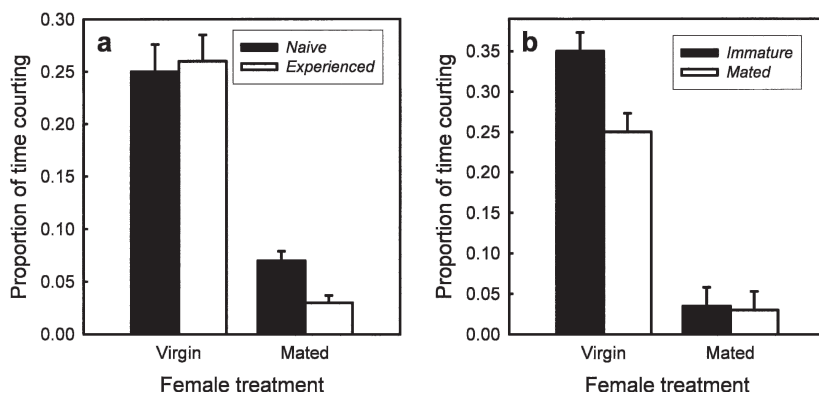 a
Naive
Experienced
Proportion of time counting
0.30
0.25
0.20
0.15
0.10
0.05
0.00
Virgin
Mated
Female treatment
b
Immature
Mated
Proportion of time counting
0.35
0.30
0.25
0.20
0.15
0.10
0.05
0.00
Virgin
Mated
Female treatment